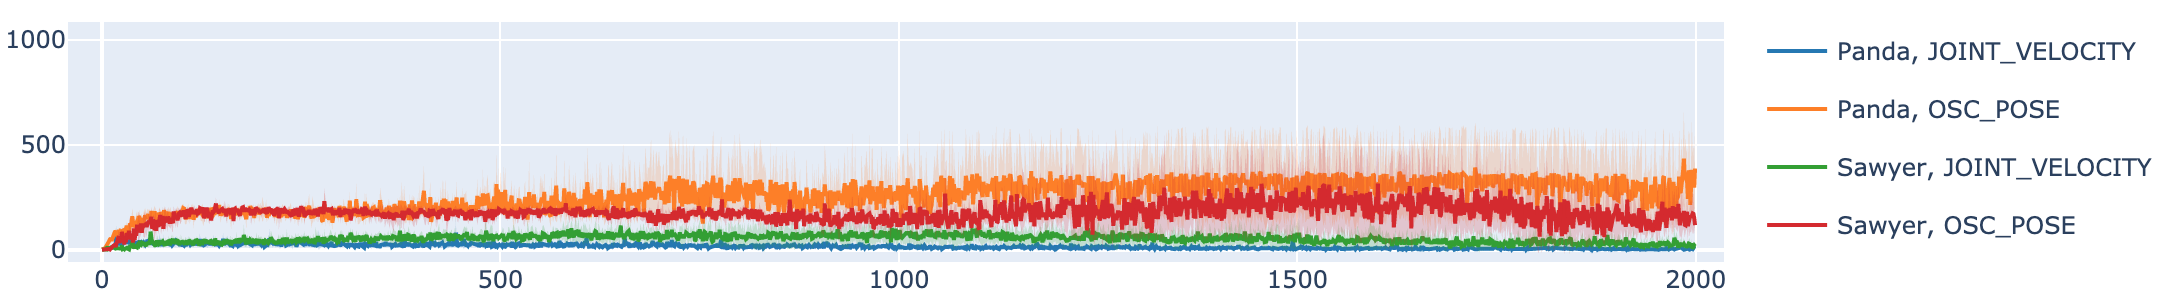 1000
500
0
0
500
1000
1500
2000
Panda, JOINT_VELOCITY
Panda, OSC_POSE
Sawyer, JOINT_VELOCITY
Sawyer, OSC_POSE